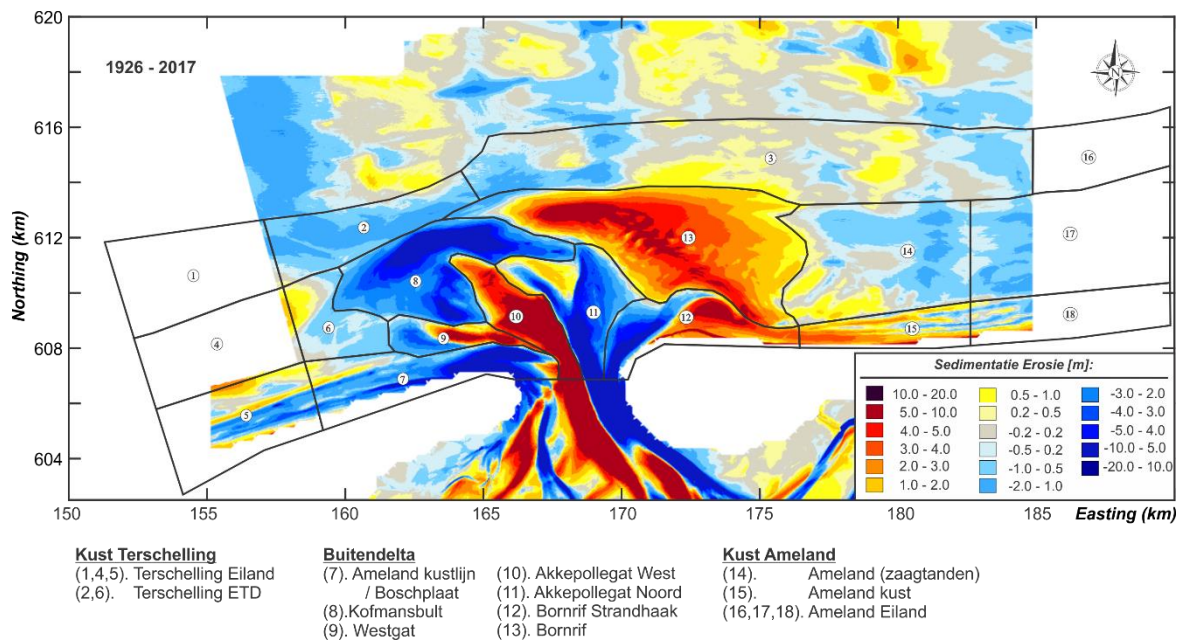 620
616
612
608
604
Northing (km)
1926 - 2017
N
1
2
3
4
5
6
7
8
9
10
11
12
13
14
15
16
17
18
Sedimentatie Erosie [m]:
10.0 - 20.0 0.5 - 1.0 -3.0 - 2.0
5.0 - 10.0 0.2 - 0.5 -4.0 - 3.0
4.0 - 5.0 -0.2 - 0.2 -5.0 - 4.0
3.0 - 4.0 -0.5 - 0.2 -10.0 - 5.0
2.0 - 3.0 -1.0 - 0.5 -20.0 - 10.0
1.0 - 2.0 -2.0 - 1.0
150 155 160 165 170 175 180 185 Easting (km)
Kust Terschelling
(1,4,5). Terschelling Eiland
(2,6). Terschelling ETD
Buitendelta
(7). Ameland kustlijn
/ Boschplaat
(8).Kofmansbult
(9). Westgat
(10). Akkepollegat West
(11). Akkepollegat Noord
(12). Bornrif Strandhaak
(13). Bornrif
Kust Ameland
(14). Ameland (zaagtanden)
(15). Ameland kust
(16,17,18). Ameland Eiland